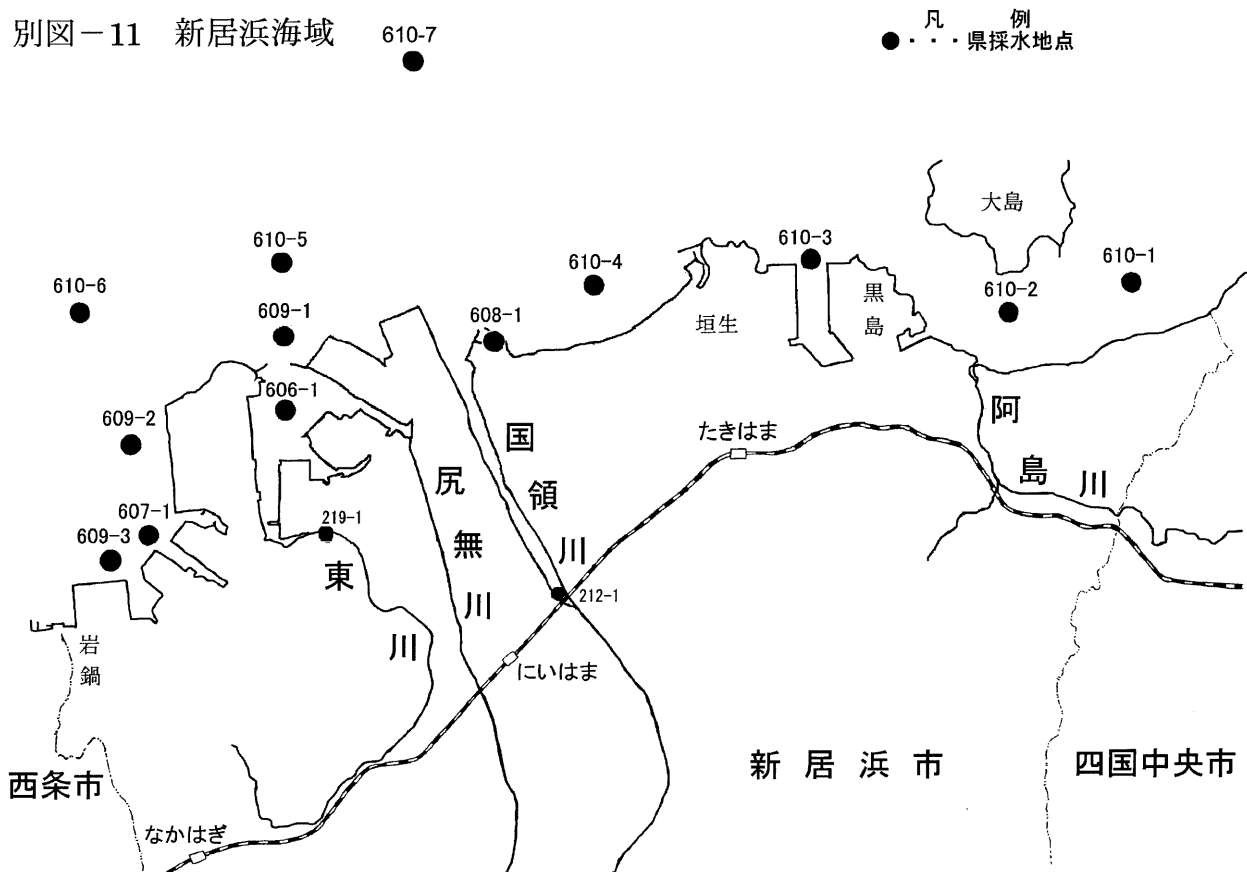 別図－11　新居浜海域
610-7
凡　例
●・・・県採水地点
大島
610-5
610-3
610-4
610-1
610-6
610-2
609-1
608-1
黒島
垣生
606-1
609-2
たきはま
阿島川
国領川
尻無川
607-1
219-1
609-3
東川
212-1
岩鍋
にいはま
新居浜市
四国中央市
西条市
なかはぎ